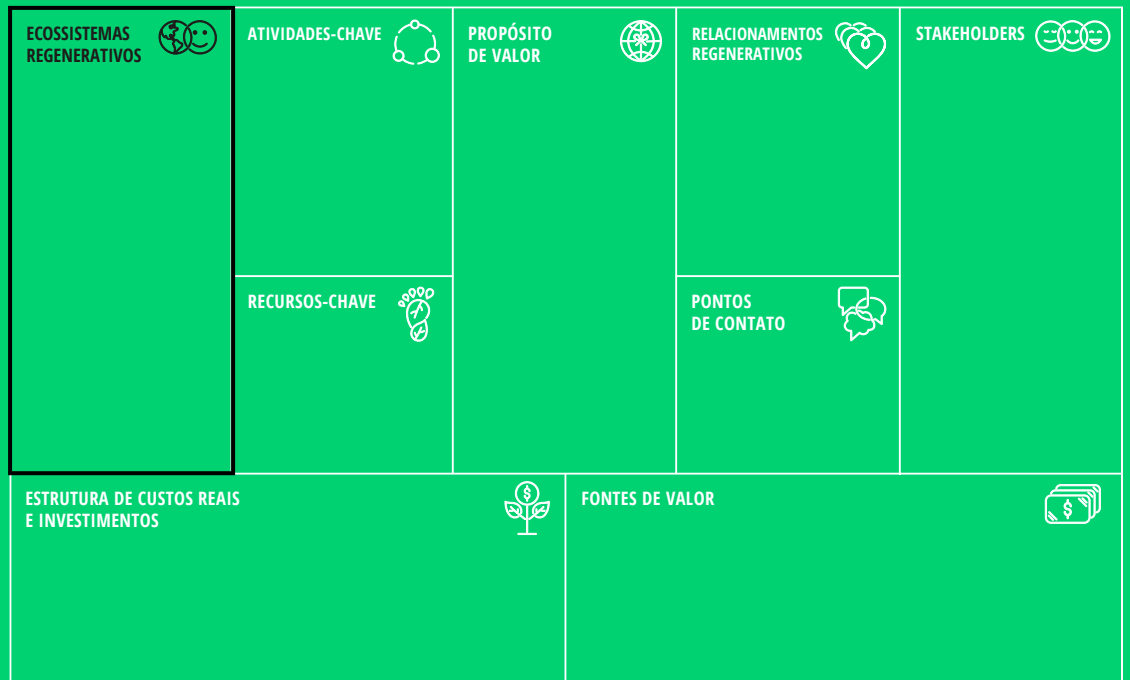 ECOSSISTEMAS
REGENERATIVOS
ATIVIDADES-CHAVE
PROPÓSITO
DE VALOR
RELACIONAMENTOS
REGENERATIVOS
STAKEHOLDERS
RECURSOS-CHAVE
PONTOS
DE CONTATO
ESTRUTURA DE CUSTOS REAIS
E INVESTIMENTOS
$
FONTES DE VALOR
$